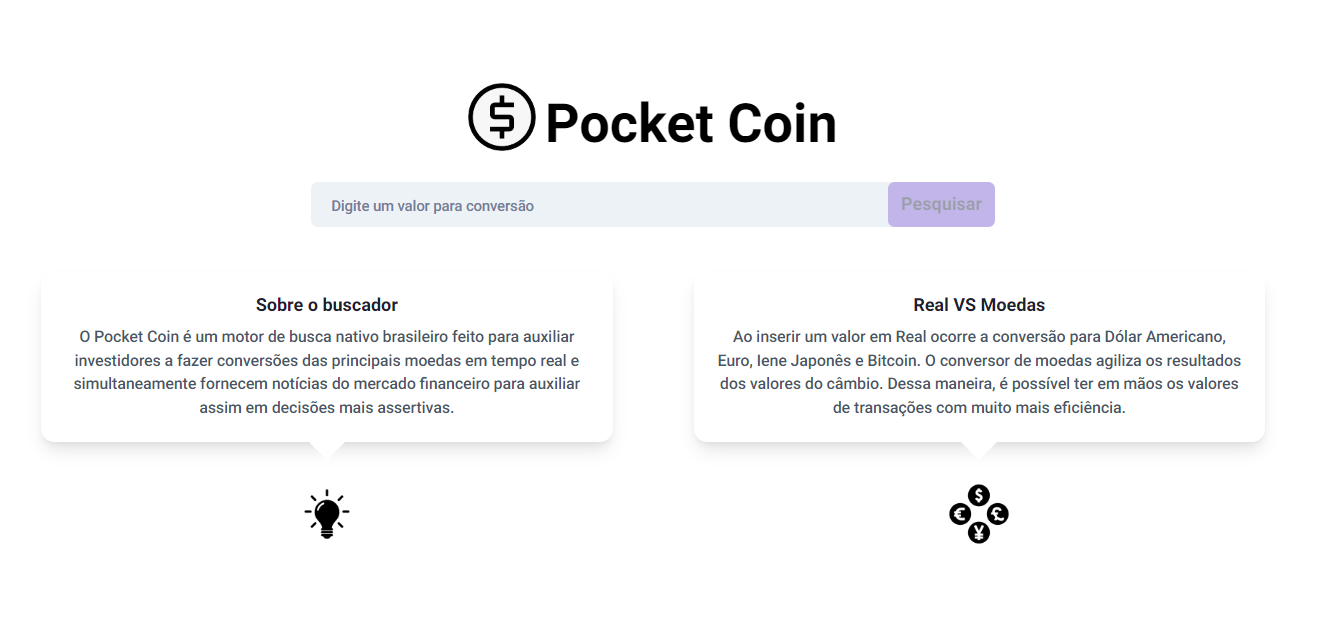 Pocket Coin
Digite um valor para conversão
Pesquisar
Sobre o buscador
O Pocket Coin é um motor de busca nativo brasileiro feito para auxiliar
investidores a fazer conversões das principais moedas em tempo real e
simultaneamente fornecem notícias do mercado financeiro para auxiliar
assim em decisões mais assertivas.
Real VS Moedas
Ao inserir um valor em Real ocorre a conversão para Dólar Americano,
Euro, Iene Japonês e Bitcoin. O conversor de moedas agiliza os resultados
dos valores do câmbio. Dessa maneira, é possível ter em mãos os valores
de transações com muito mais eficiência.